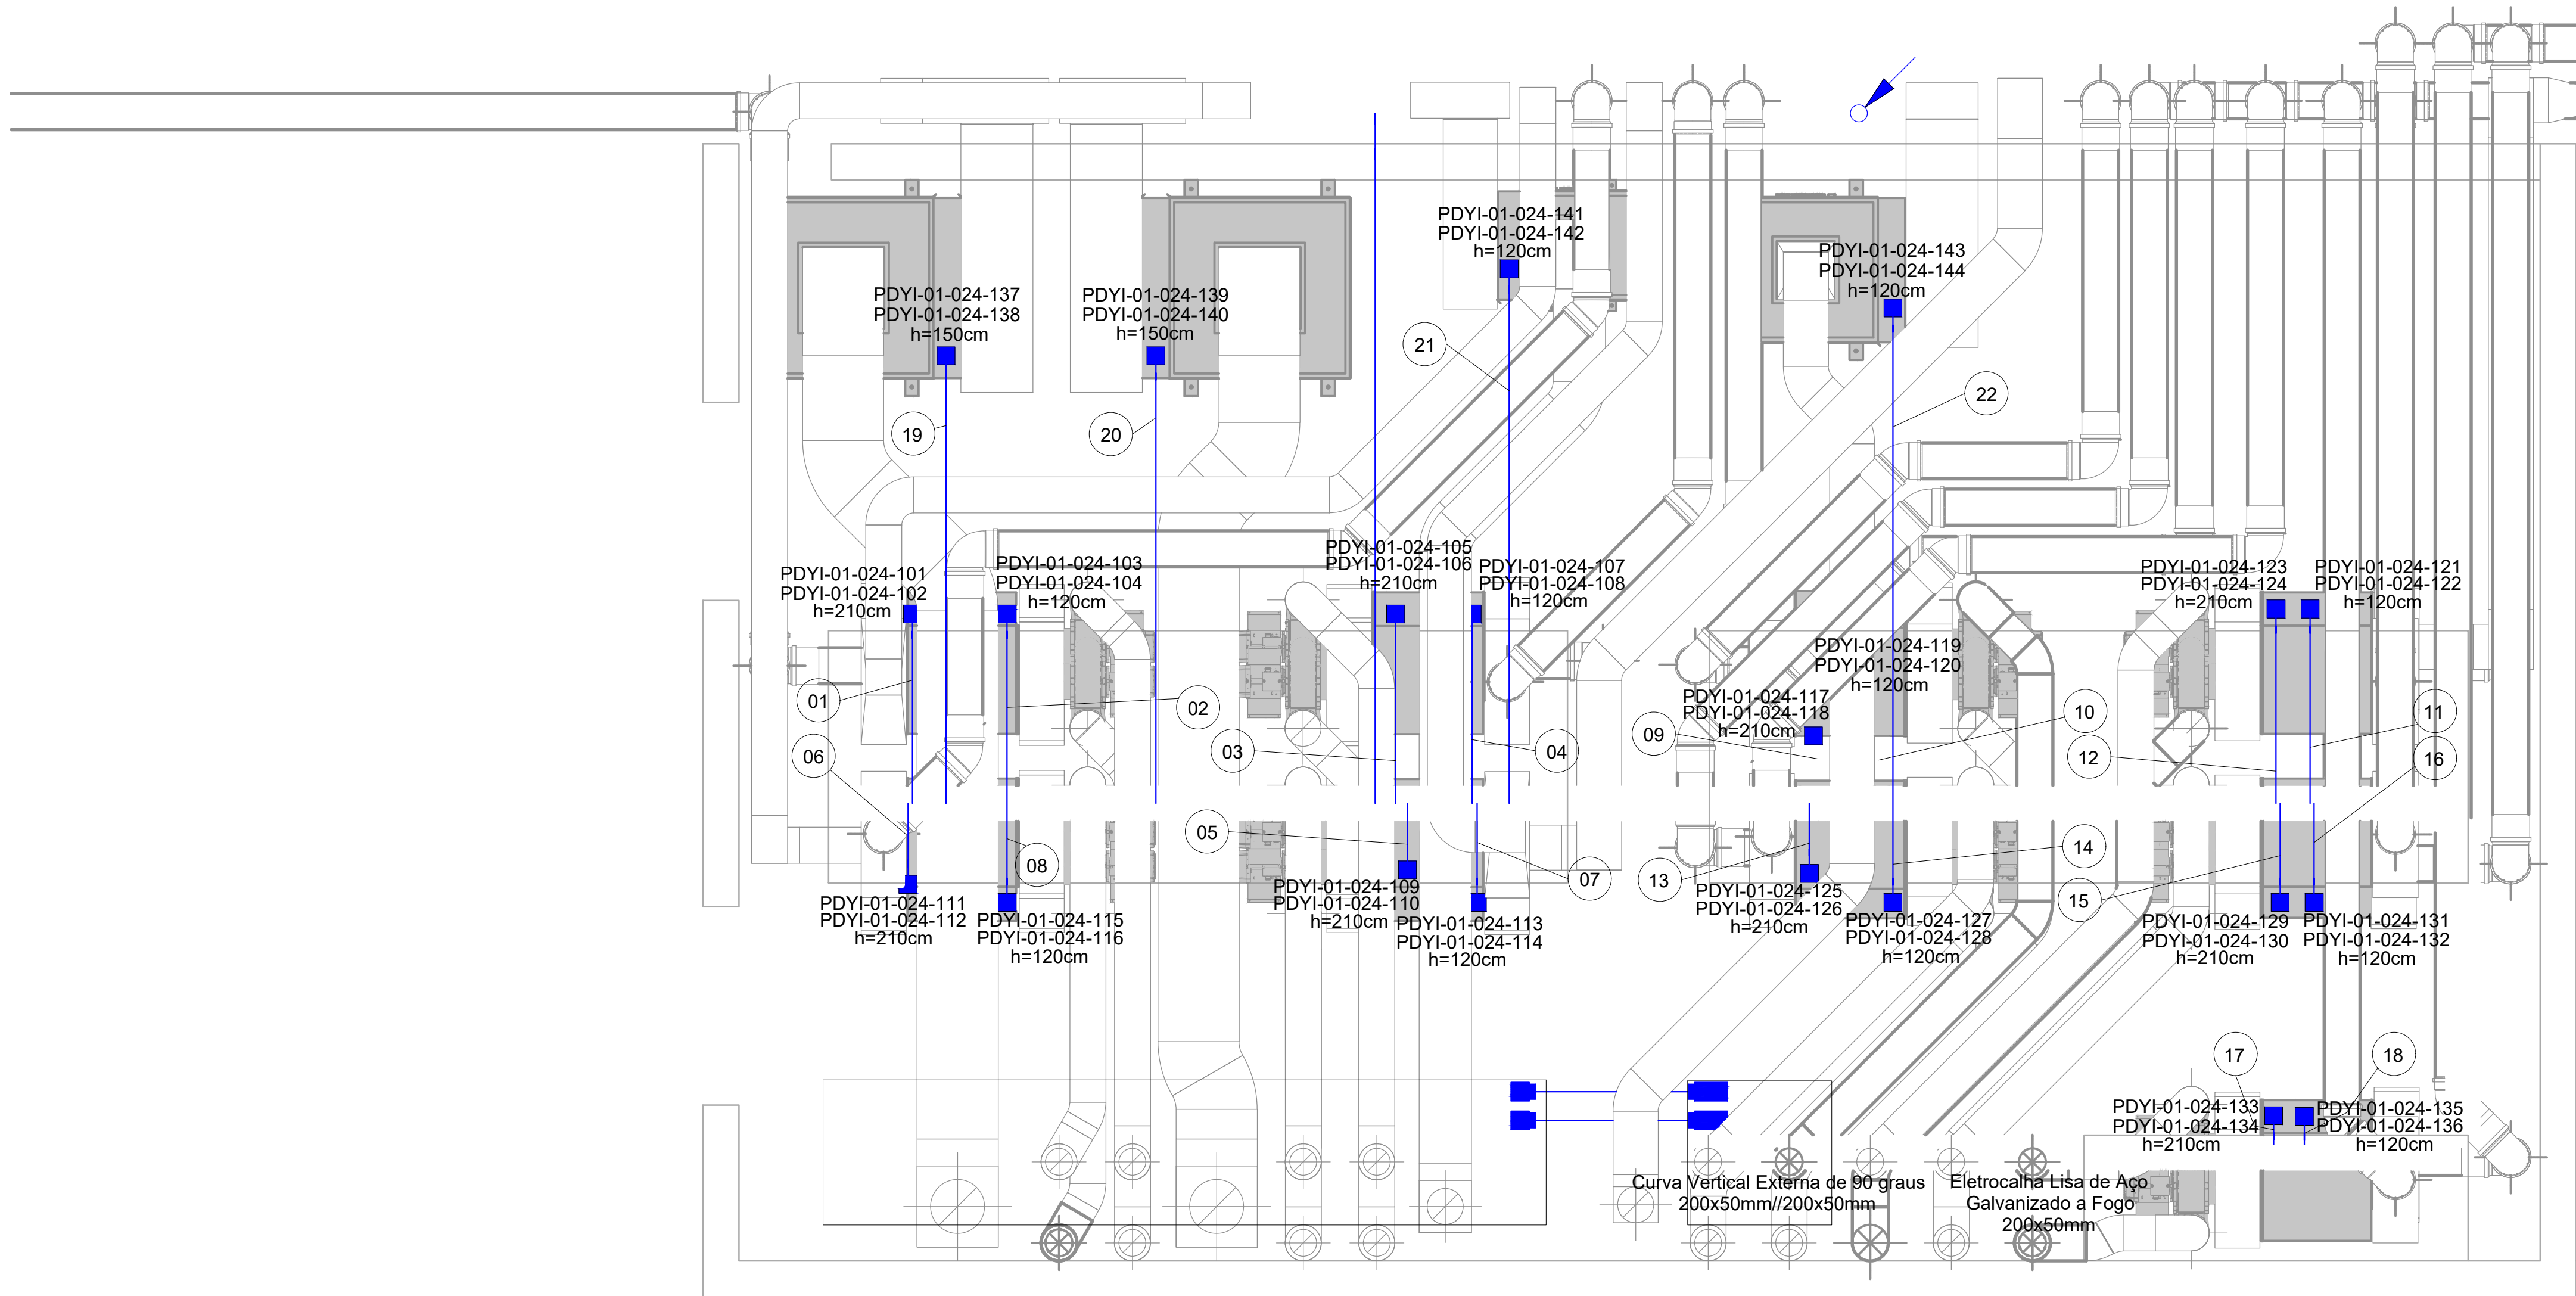 PDYI-01-024-141
PDYI-01-024-142
h=120cm
PDYI-01-024-143
PDYI-01-024-144
h=120cm
PDYI-01-024-137
PDYI-01-024-138
h=150cm
PDYI-01-024-139
PDYI-01-024-140
h=150cm
21
22
19
20
PDYI-01-024-101
PDYI-01-024-102
h=210cm
PDYI-01-024-103
PDYI-01-024-104
h=120cm
PDYI-01-024-105
PDYI-01-024-106
h=210cm
PDYI-01-024-107
PDYI-01-024-108
h=120cm
PDYI-01-024-123
PDYI-01-024-124
h=210cm
PDYI-01-024-121
PDYI-01-024-122
h=120cm
PDYI-01-024-119
PDYI-01-024-120
h=120cm
PDYI-01-024-117
PDYI-01-024-118
h=210cm
01
02
03
04
09
10
11
06
12
16
05
08
07
13
14
15
PDYI-01-024-111
PDYI-01-024-112
h=210cm
PDYI-01-024-115
PDYI-01-024-116
h=120cm
PDYI-01-024-109
PDYI-01-024-110
h=210cm
PDYI-01-024-113
PDYI-01-024-114
h=120cm
PDYI-01-024-125
PDYI-01-024-126
h=210cm
PDYI-01-024-127
PDYI-01-024-128
h=120cm
PDYI-01-024-129
PDYI-01-024-130
h=210cm
PDYI-01-024-131
PDYI-01-024-132
h=120cm
17
18
PDYI-01-024-133
PDYI-01-024-134
h=210cm
PDYI-01-024-135
PDYI-01-024-136
h=120cm
Curva Vertical Externa de 90 graus
200x50mm//200x50mm
Eletrocalha Lisa de Aço
Galvanizado a Fogo
200x50mm